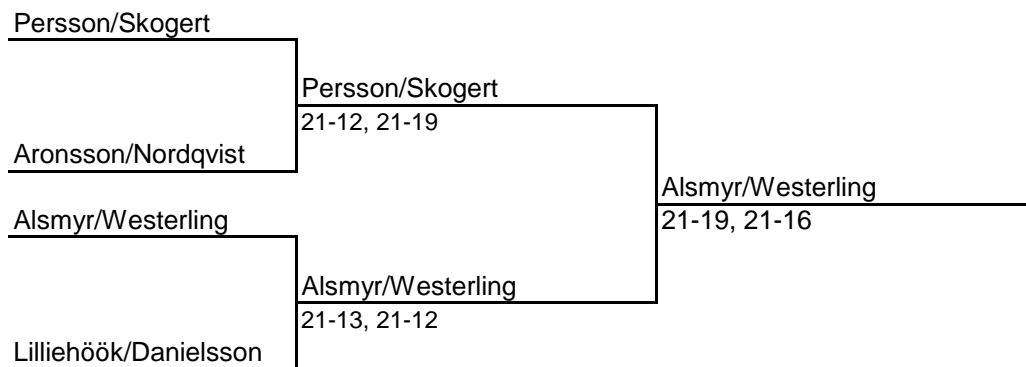 Persson/Skogert
Persson/Skogert
21-12, 21-19
Aronsson/Nordqvist
Alsmyr/Westerling
21-19, 21-16
Alsmyr/Westerling
Alsmyr/Westerling
21-13, 21-12
Lilliehöök/Danielsson